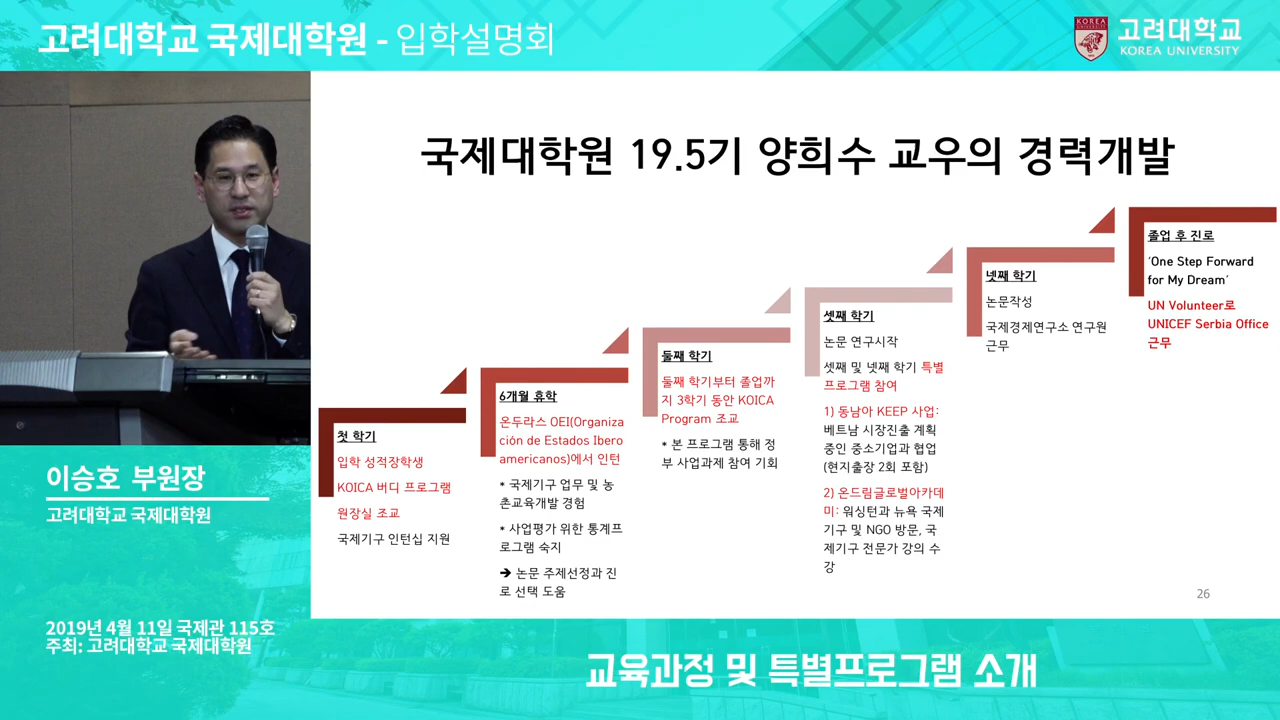 고려대학교 국제대학원 - 입학설명회
KOREA
UNIVERSITY
고려대학교
KOREA UNIVERSITY
국제대학원 19.5기 양희수 교우의 경력개발
첫 학기
입학 성적장학생
KOICA 버디 프로그램
원장실 조교
국제기구 인턴십 지원
6개월 휴학
온두라스 OEI(Organiza
ción de Estados Ibero
americanos)에서 인턴
* 국제기구 업무 및 농
촌교육개발 경험
* 사업평가 위한 통계프
로그램 숙지
➔ 논문 주제선정과 진
로 선택 도움
둘째 학기
둘째 학기부터 졸업까
지 3학기 동안 KOICA
Program 조교
* 본 프로그램 통해 정
부 사업과제 참여 기회
셋째 학기
논문 연구시작
셋째 및 넷째 학기 특별
프로그램 참여
1) 동남아 KEEP 사업:
베트남 시장진출 계획
중인 중소기업과 협업
(현지출장 2회 포함)
2) 온드림글로벌아카데
미: 워싱턴과 뉴욕 국제
기구 및 NGO 방문, 국
제기구 전문가 강의 수
강
넷째 학기
논문작성
국제경제연구소 연구원
근무
졸업 후 진로
‘One Step Forward
for My Dream’
UN Volunteer로
UNICEF Serbia Office
근무
26
이승호 부원장
고려대학교 국제대학원
2019년 4월 11일 국제관 115호
주최: 고려대학교 국제대학원
교육과정 및 특별프로그램 소개